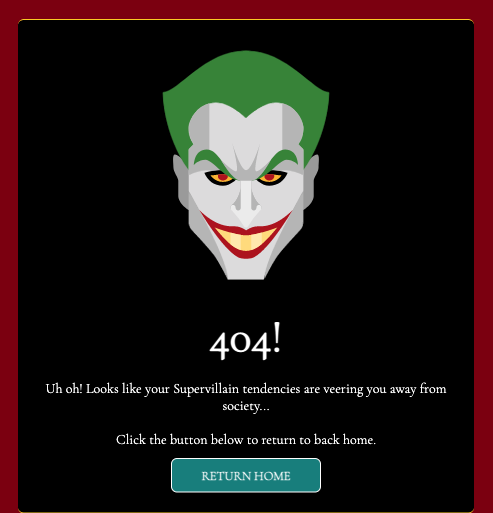 404!
Uh oh! Looks like your Supervillain tendencies are veering you away from
society...
Click the button below to return to back home.
RETURN HOME